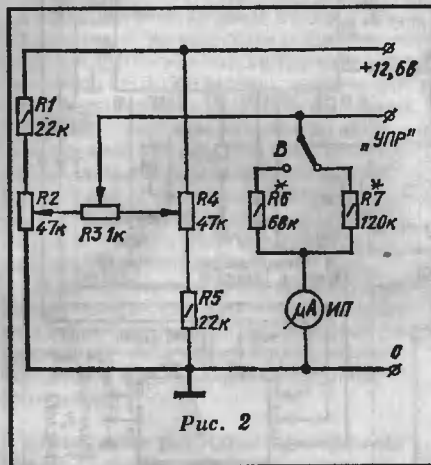 +12,6в
R1
22к
„УПР"
В
R2
47к
R3 1к
R4
47к
R6*
68к
R7*
120к
R5
22к
μА ИП
0
Рис. 2